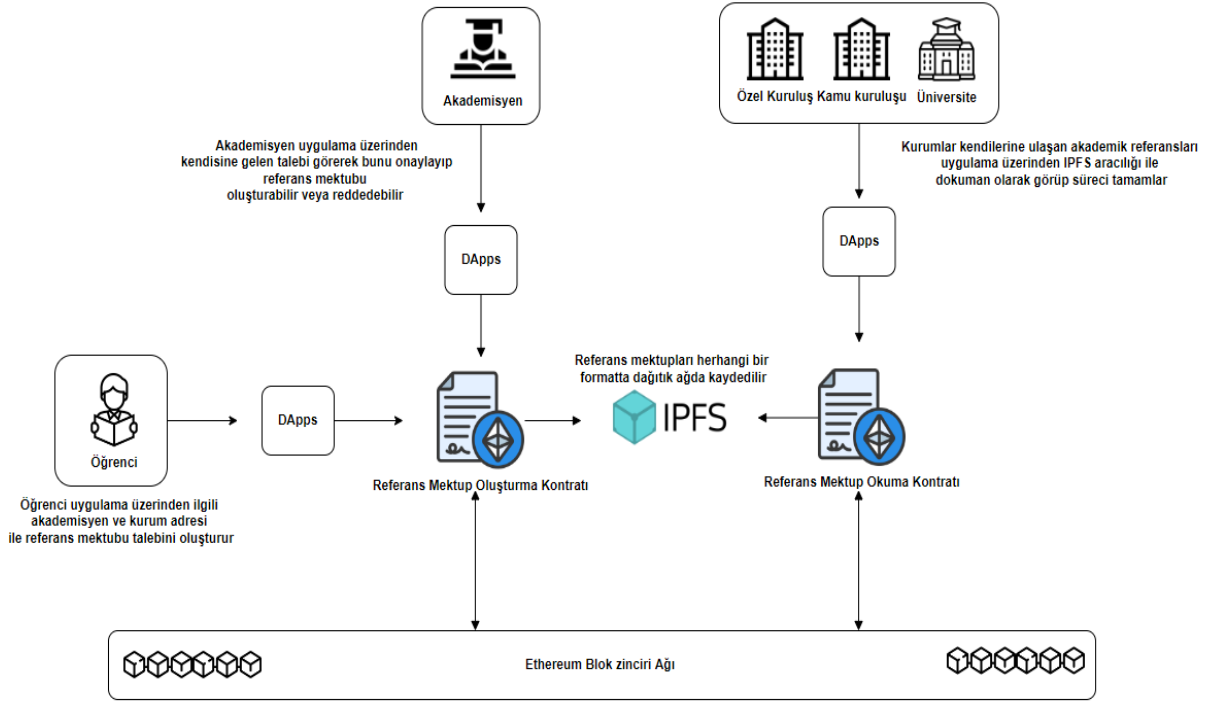 Akademisyen
Özel Kuruluş Kamu kuruluşu Üniversite
Akademisyen uygulama üzerinden
kendisine gelen talebi görerek bunu onaylayıp
referans mektubu
oluşturabilir veya reddedebilir
Kurumlar kendilerine ulaşan akademik referansları
uygulama üzerinden IPFS aracılığı ile
dokuman olarak görüp süreci tamamlar
DApps
DApps
Referans mektupları herhangi bir
formatta dağıtık ağda kaydedilir
IPFS
DApps
Öğrenci
Referans Mektup Oluşturma Kontratı
Referans Mektup Okuma Kontratı
Öğrenci uygulama üzerinden ilgili
akademisyen ve kurum adresi
ile referans mektubu talebini oluşturur
Ethereum Blok zinciri Ağı